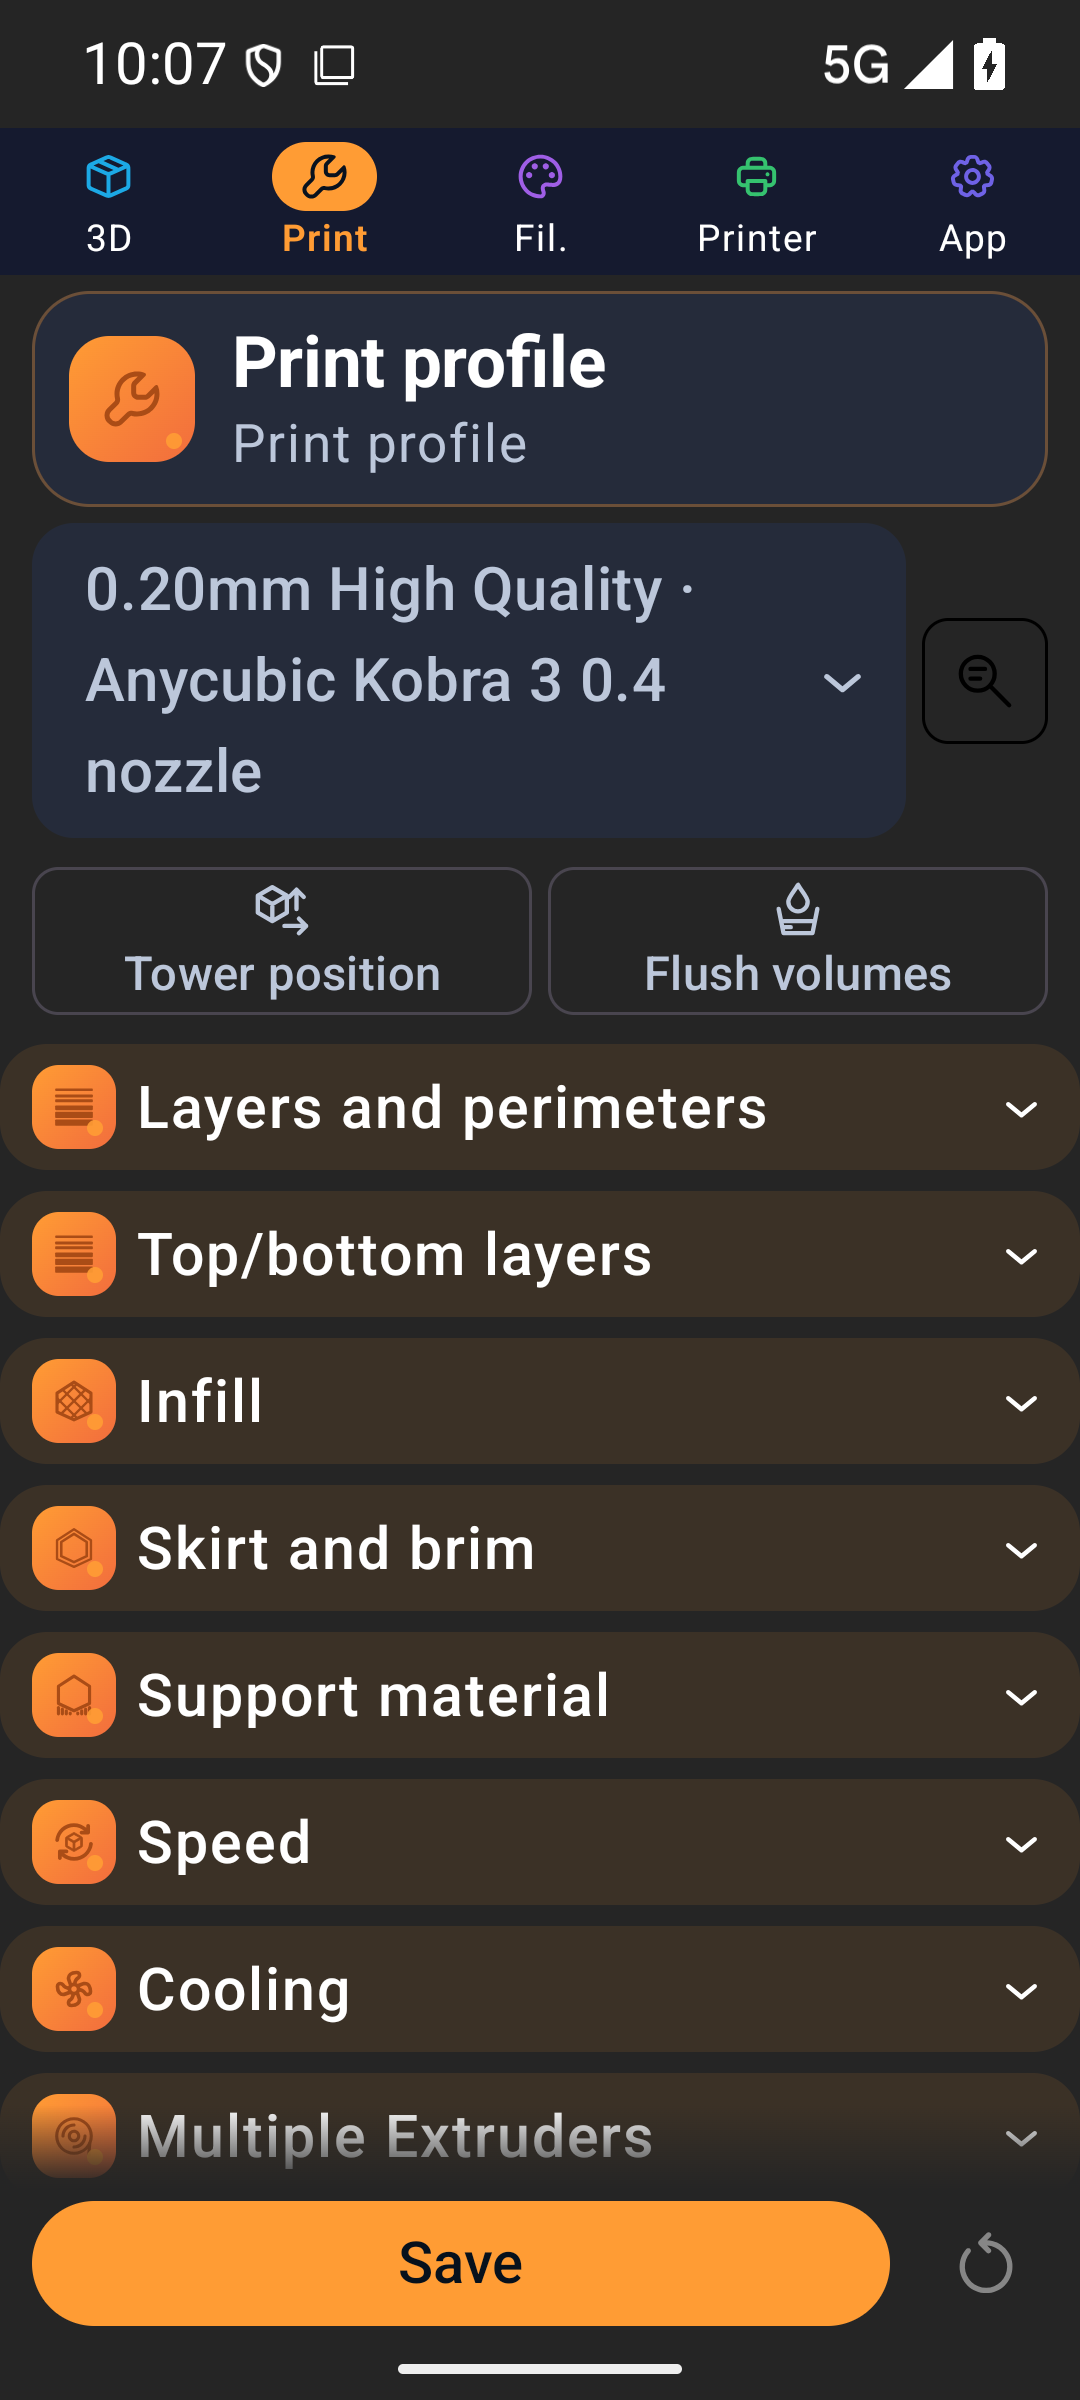 10:07
5G
3D
Print
Fil.
Printer
App
Print profile
Print profile
0.20mm High Quality ·
Anycubic Kobra 3 0.4
nozzle
Tower position
Flush volumes
Layers and perimeters
Top/bottom layers
Infill
Skirt and brim
Support material
Speed
Cooling
Multiple Extruders
Save